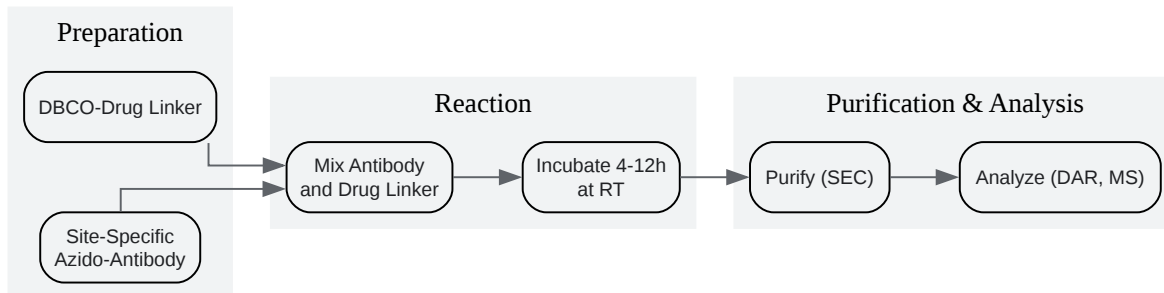 Preparation
DBCO-Drug Linker
Site-Specific
Azido-Antibody
Reaction
Mix Antibody
and Drug Linker
Incubate 4-12h
at RT
Purification & Analysis
Purify (SEC)
Analyze (DAR, MS)